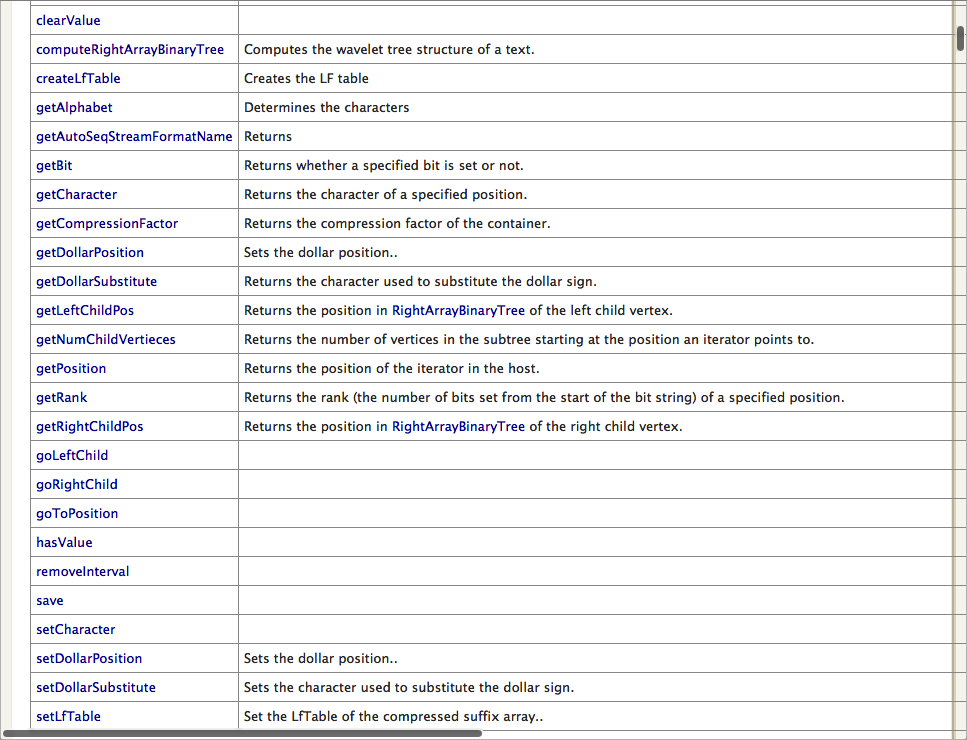 clearValue
computeRightArrayBinaryTree Computes the wavelet tree structure of a text.
createLfTable Creates the LF table
getAlphabet Determines the characters
getAutoSeqStreamFormatName Returns
getBit Returns whether a specified bit is set or not.
getCharacter Returns the character of a specified position.
getCompressionFactor Returns the compression factor of the container.
getDollarPosition Sets the dollar position..
getDollarSubstitute Returns the character used to substitute the dollar sign.
getLeftChildPos Returns the position in RightArrayBinaryTree of the left child vertex.
getNumChildVertieces Returns the number of vertices in the subtree starting at the position an iterator points to.
getPosition Returns the position of the iterator in the host.
getRank Returns the rank (the number of bits set from the start of the bit string) of a specified position.
getRightChildPos Returns the position in RightArrayBinaryTree of the right child vertex.
goLeftChild
goRightChild
goToPosition
hasValue
removeInterval
save
setCharacter
setDollarPosition Sets the dollar position..
setDollarSubstitute Sets the character used to substitute the dollar sign.
setLfTable Set the LfTable of the compressed suffix array..